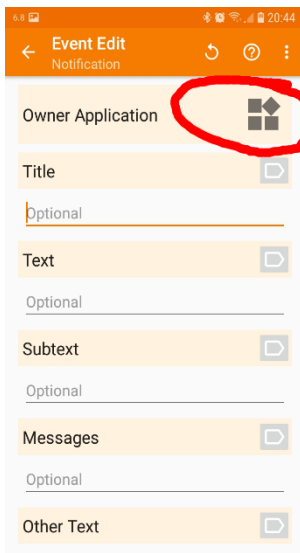 6.8 20:44
Event Edit
Notification
Owner Application
Title
Optional
Text
Optional
Subtext
Optional
Messages
Optional
Other Text